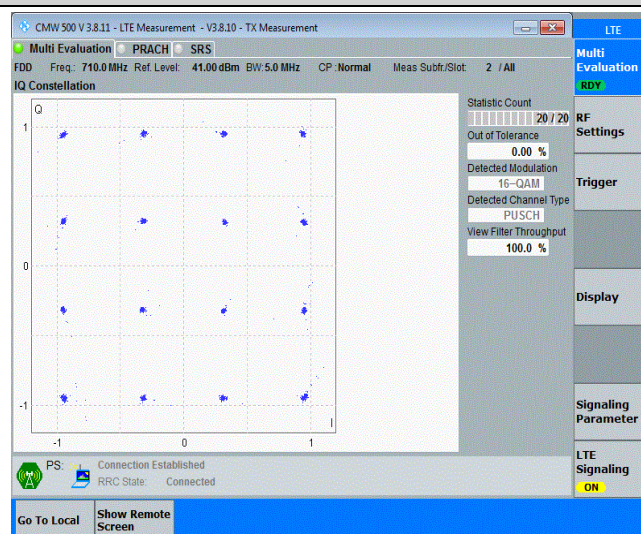 CMW 500 V 3.8.11 - LTE Measurement - V3.8.10 - TX Measurement
LTE
Multi Evaluation PRACH SRS
Multi
Evaluation
RDY
FDD Freq.: 710.0 MHz Ref. Level: 41.00 dBm BW: 5.0 MHz CP : Normal Meas Subfr./Slot: 2 / All
IQ Constellation
Q
1
0
-1
I
-1 0 1
Statistic Count
20 / 20
Out of Tolerance
0.00 %
Detected Modulation
16-QAM
Detected Channel Type
PUSCH
View Filter Throughput
100.0 %
RF
Settings
Trigger
Display
Signaling
Parameter
LTE
Signaling
ON
PS: Connection Established
RRC State: Connected
Go To Local
Show Remote
Screen